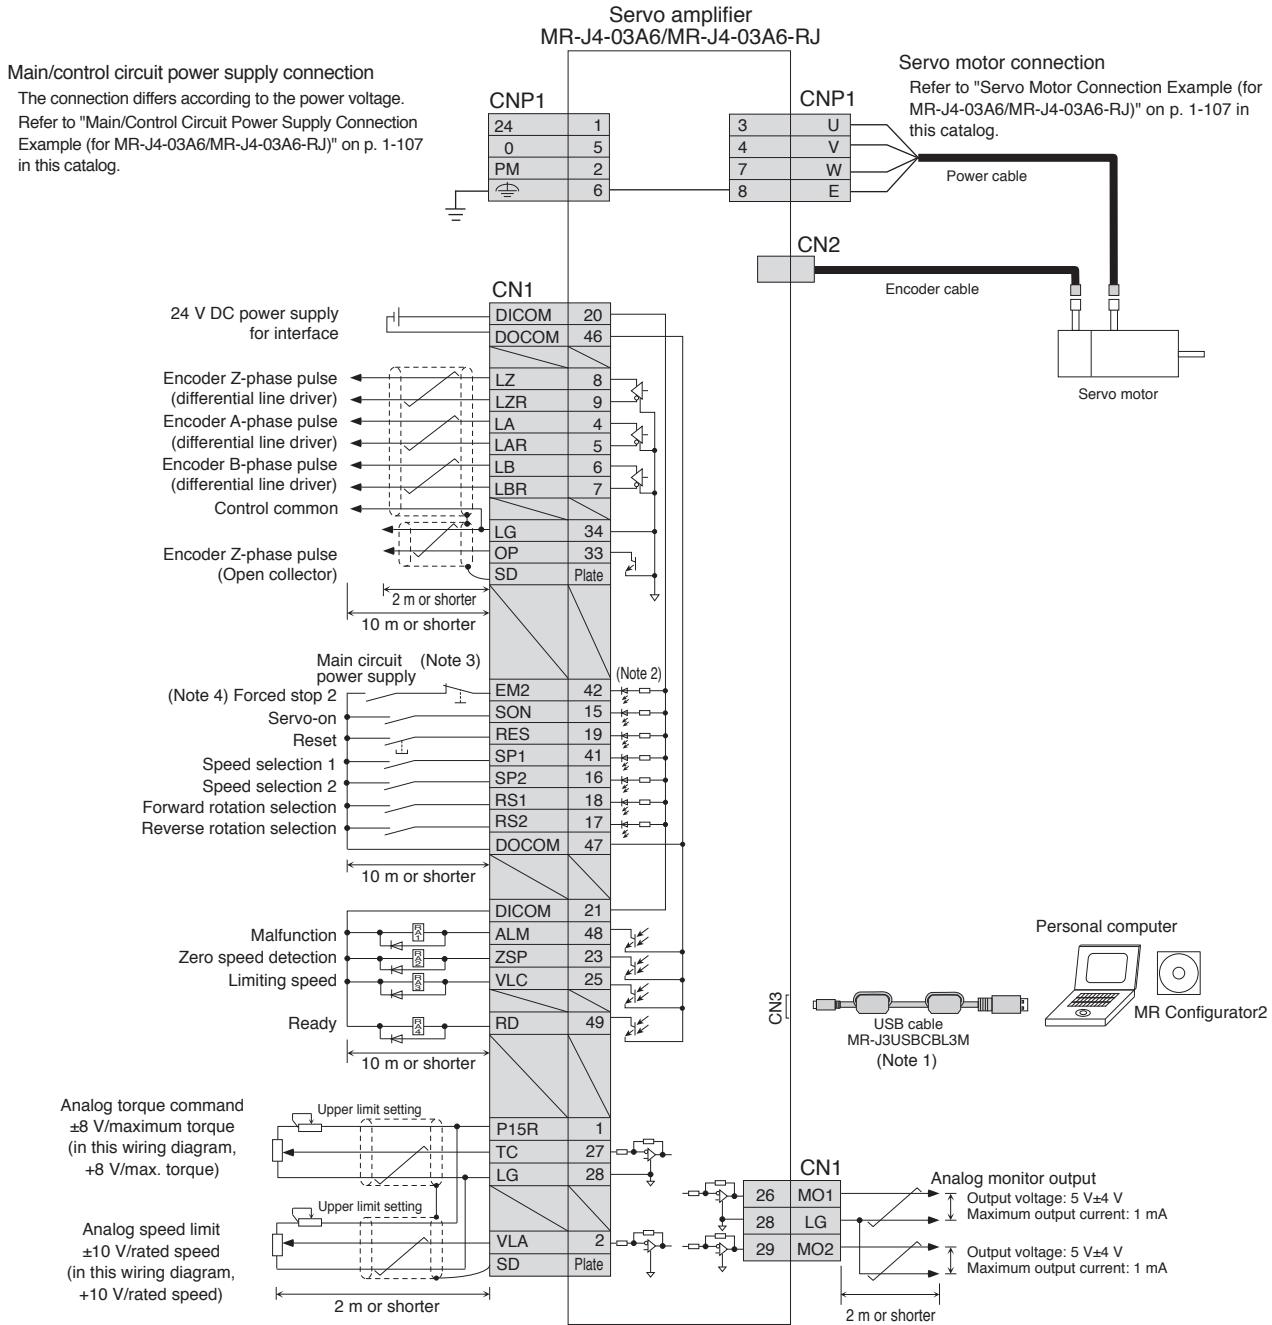 Servo amplifier
MR-J4-03A6/MR-J4-03A6-RJ
Main/control circuit power supply connection
The connection differs according to the power voltage.
Refer to "Main/Control Circuit Power Supply Connection
Example (for MR-J4-03A6/MR-J4-03A6-RJ)" on p. 1-107
in this catalog.
CNP1
24 1
0 5
PM 2
6
CNP1
3 U
4 V
7 W
8 E
Servo motor connection
Refer to "Servo Motor Connection Example (for
MR-J4-03A6/MR-J4-03A6-RJ)" on p. 1-107 in
this catalog.
Power cable
CN2
Encoder cable
Servo motor
CN1
24 V DC power supply
for interface
DICOM 20
DOCOM 46
Encoder Z-phase pulse
(differential line driver)
LZ 8
LZR 9
Encoder A-phase pulse
(differential line driver)
LA 4
LAR 5
Encoder B-phase pulse
(differential line driver)
LB 6
LBR 7
Control common
LG 34
Encoder Z-phase pulse
(Open collector)
OP 33
SD Plate
2 m or shorter
10 m or shorter
Main circuit
power supply
(Note 3)
(Note 2)
(Note 4) Forced stop 2
EM2 42
Servo-on
SON 15
Reset
RES 19
Speed selection 1
SP1 41
Speed selection 2
SP2 16
Forward rotation selection
RS1 18
Reverse rotation selection
RS2 17
DOCOM 47
10 m or shorter
DICOM 21
Malfunction
RA1
ALM 48
Zero speed detection
RA2
ZSP 23
Limiting speed
RA3
VLC 25
Ready
RA4
RD 49
10 m or shorter
CN3
USB cable
MR-J3USBCBL3M
(Note 1)
Personal computer
MR Configurator2
Analog torque command
±8 V/maximum torque
(in this wiring diagram,
+8 V/max. torque)
Upper limit setting
P15R 1
TC 27
LG 28
Analog speed limit
±10 V/rated speed
(in this wiring diagram,
+10 V/rated speed)
Upper limit setting
VLA 2
SD Plate
2 m or shorter
CN1
26 MO1
28 LG
29 MO2
Analog monitor output
Output voltage: 5 V±4 V
Maximum output current: 1 mA
Output voltage: 5 V±4 V
Maximum output current: 1 mA
2 m or shorter